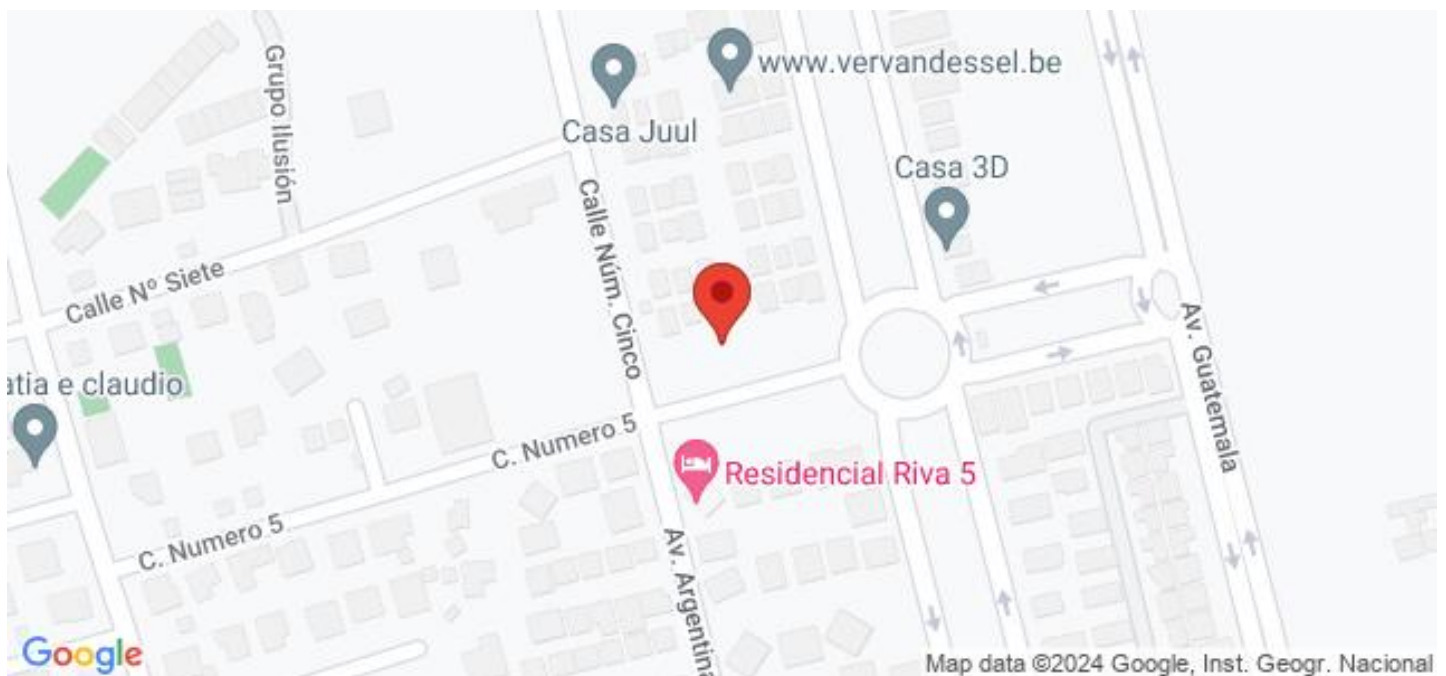 Grupo Ilusión
www.vervandessel.be
Casa Juul
Casa 3D
Calle Núm. Cinco
Calle Nº Siete
Av. Guatemala
atia e claudio
C. Numero 5
Residencial Riva 5
C. Numero 5
Av. Argentina
Google
Map data ©2024 Google, Inst. Geogr. Nacional